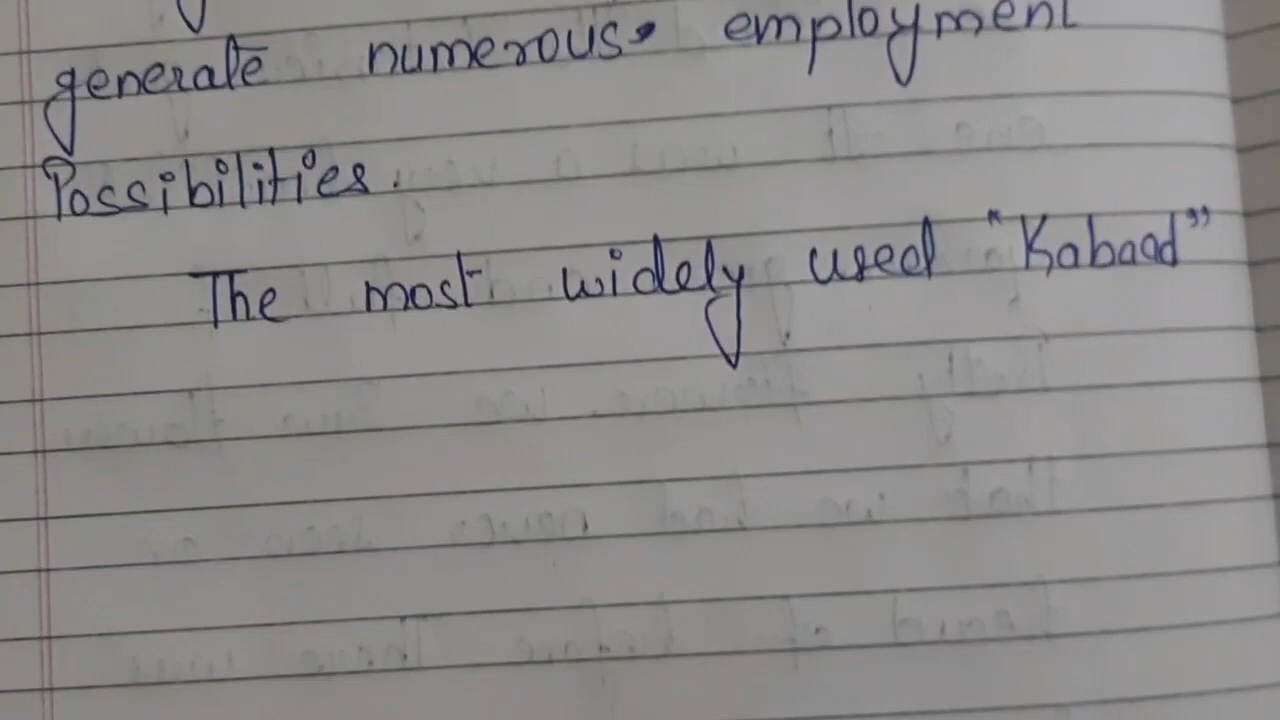 generate numerous employment
Possibilities.
The most widely used "Kabaad"